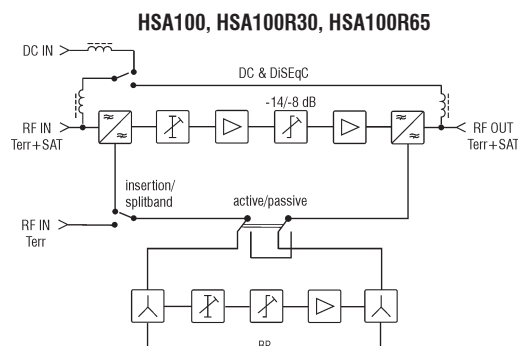 HSA100, HSA100R30, HSA100R65
DC IN
DC & DiSEqC
-14/-8 dB
RF IN
Terr+SAT
RF OUT
Terr+SAT
insertion/
splitband
active/passive
RF IN
Terr